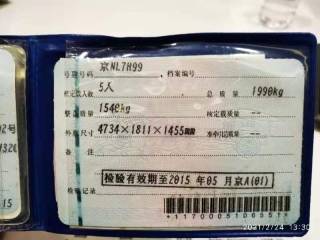 京NL7H99
号牌号码 档案编号
核定载人数 5人 总质量 1990kg
整备质量 1540kg 核定载质量 --
外廓尺寸 4734×1811×1455mm 准牵引总质量 --
备注
检验有效期至2015年05月京A(01)
检验记录
2021/2/24 13:30